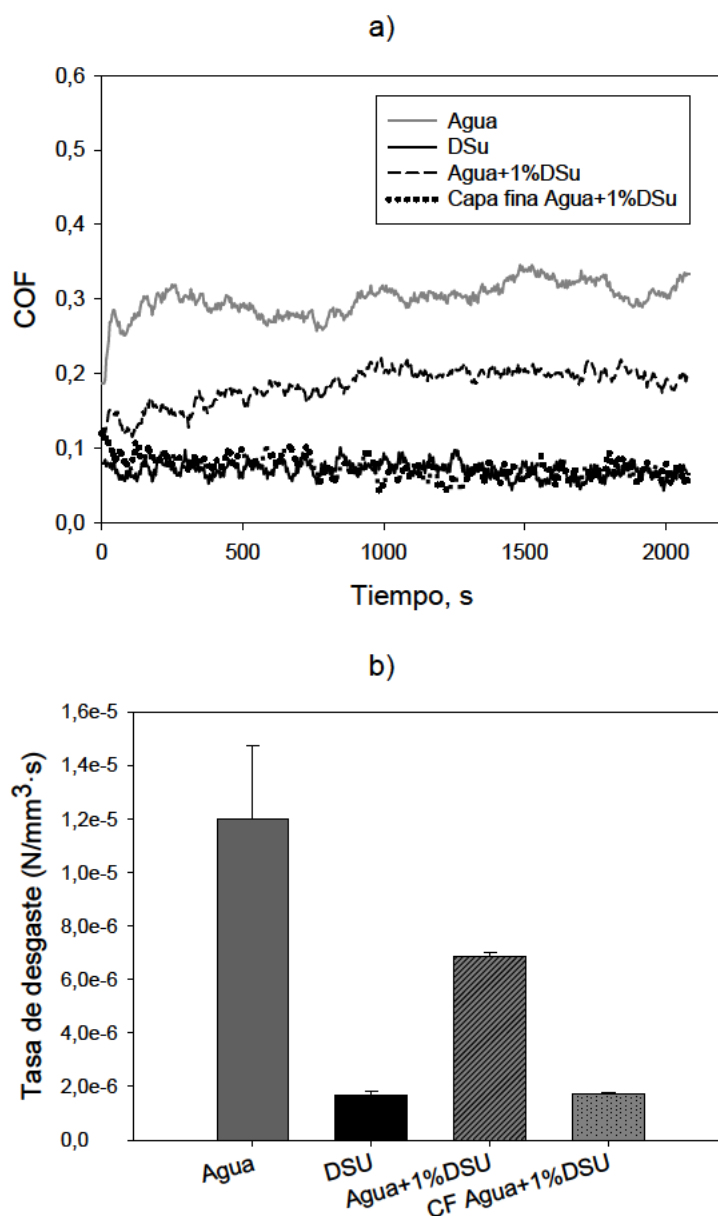 a)
0,6
0,5
0,4
0,3
0,2
0,1
0,0
COF
Agua
DSu
Agua+1%DSu
Capa fina Agua+1%DSu
0 500 1000 1500 2000
Tiempo, s
b)
1,6e-5
1,4e-5
1,2e-5
1,0e-5
8,0e-6
6,0e-6
4,0e-6
2,0e-6
0,0
Tasa de desgaste (N/mm³·s)
Agua
DSU
Agua+1%DSU
CF Agua+1%DSU